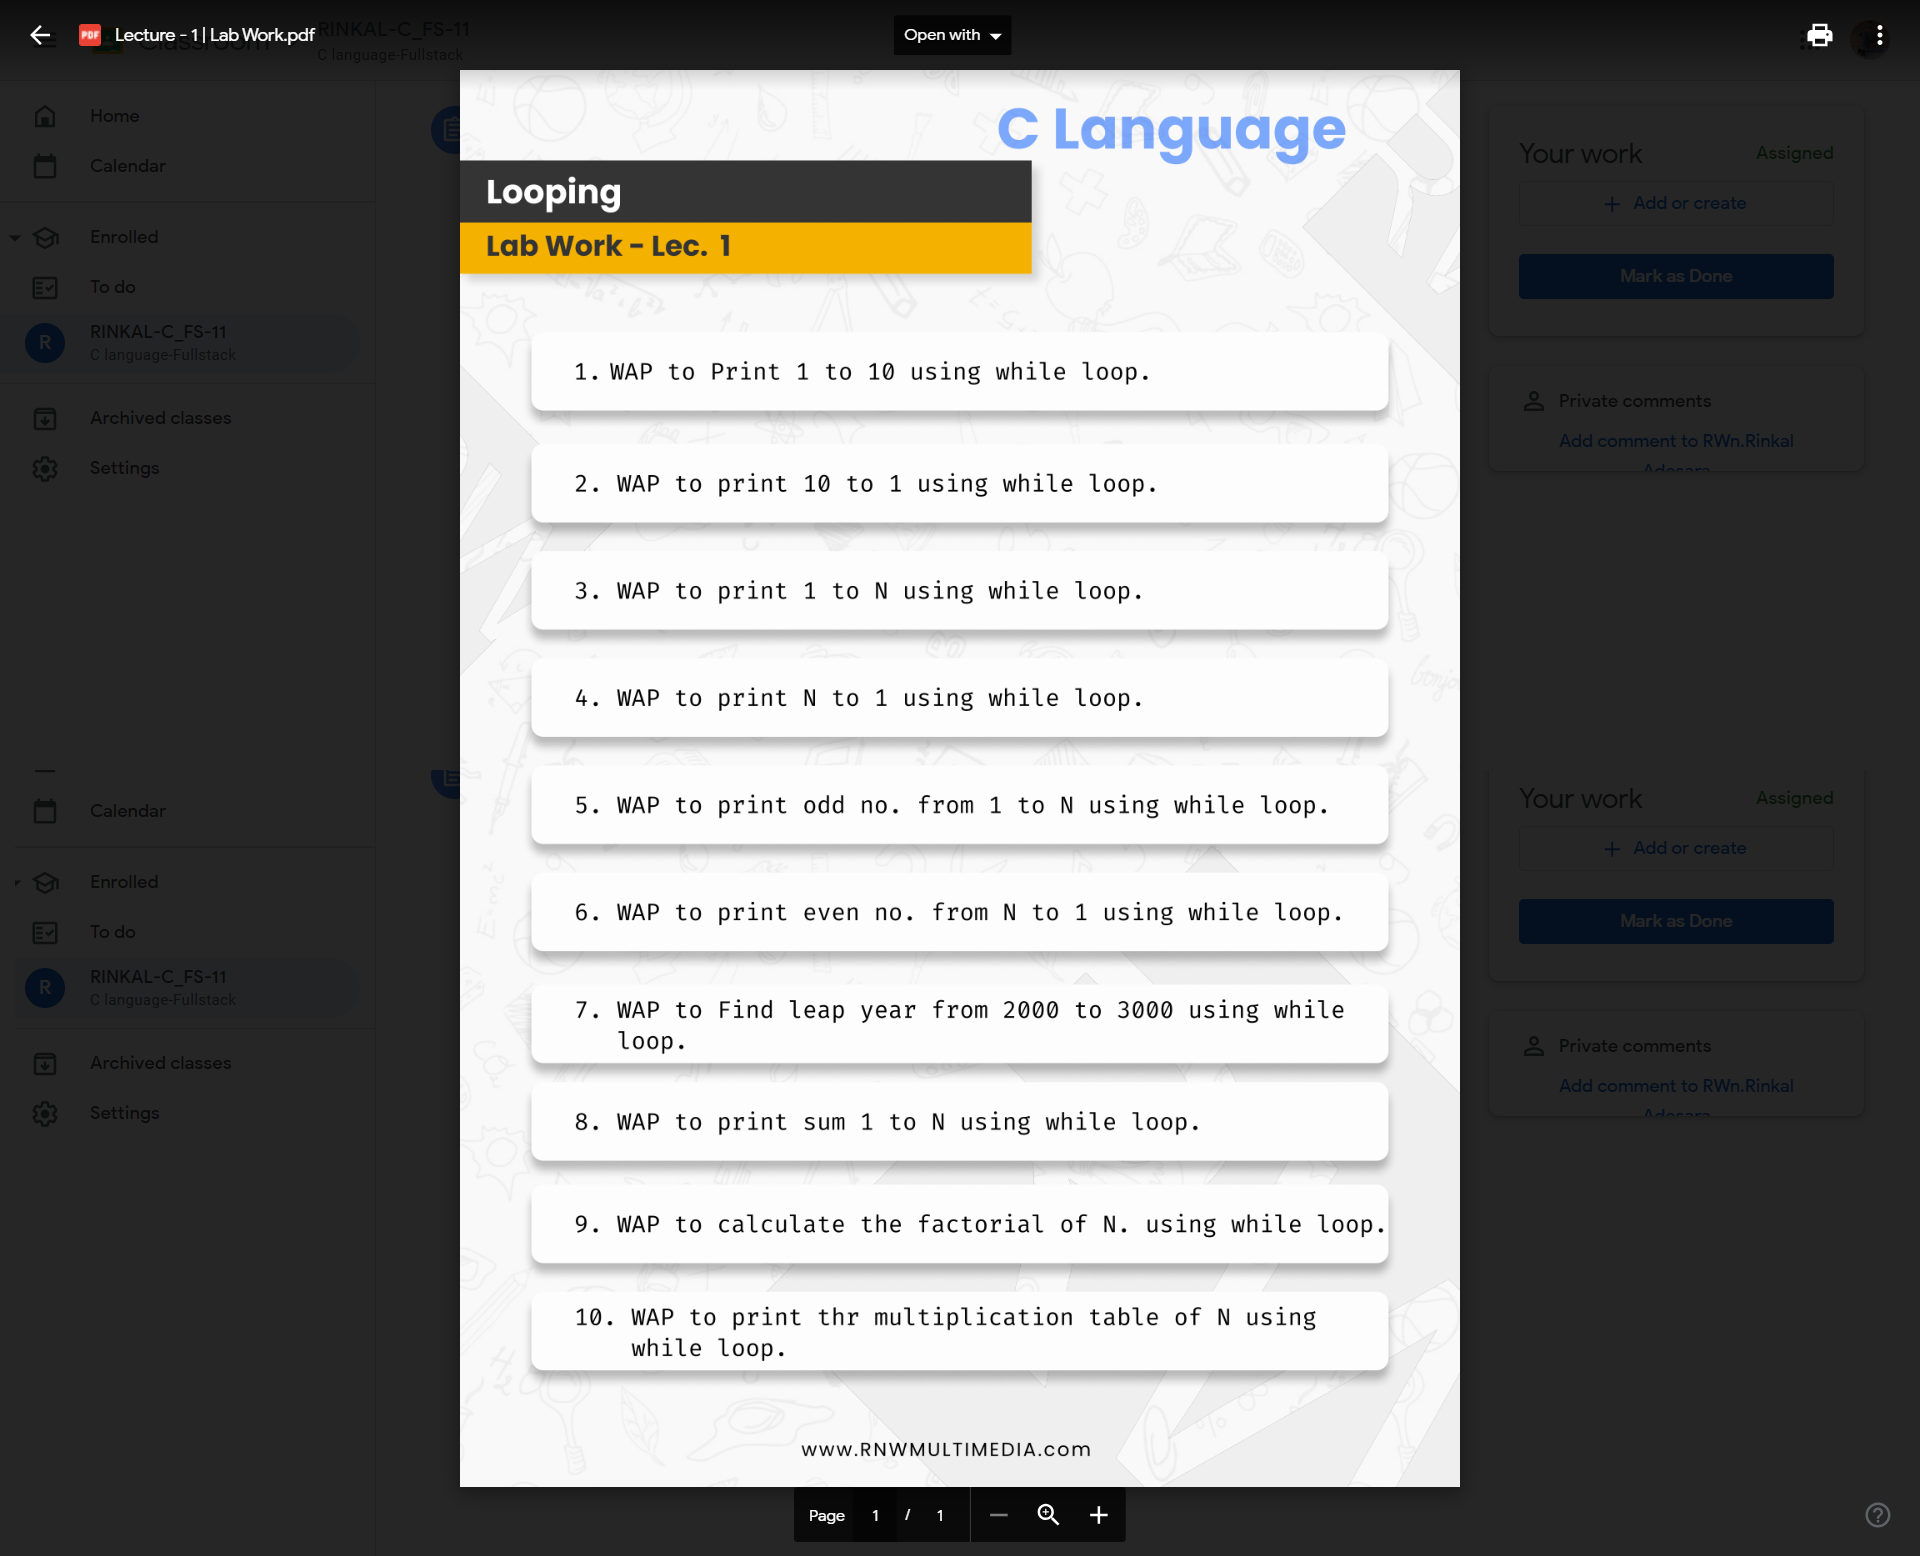 Lecture - 1 | Lab Work.pdf
RINKAL-C_FS-11
C language-Fullstack
Open with
Home
Calendar
Enrolled
To do
R
RINKAL-C_FS-11
C language-Fullstack
Archived classes
Settings
C Language
Looping
Lab Work - Lec. 1
1. WAP to Print 1 to 10 using while loop.
2. WAP to print 10 to 1 using while loop.
3. WAP to print 1 to N using while loop.
4. WAP to print N to 1 using while loop.
5. WAP to print odd no. from 1 to N using while loop.
6. WAP to print even no. from N to 1 using while loop.
7. WAP to Find leap year from 2000 to 3000 using while
loop.
8. WAP to print sum 1 to N using while loop.
9. WAP to calculate the factorial of N. using while loop.
10. WAP to print thr multiplication table of N using
while loop.
www.RNWMULTIMEDIA.com
Your work
Assigned
+ Add or create
Mark as Done
Private comments
Add comment to RWn.Rinkal
Adesara
Calendar
Enrolled
To do
R
RINKAL-C_FS-11
C language-Fullstack
Archived classes
Settings
Your work
Assigned
+ Add or create
Mark as Done
Private comments
Add comment to RWn.Rinkal
Adesara
Page 1 / 1